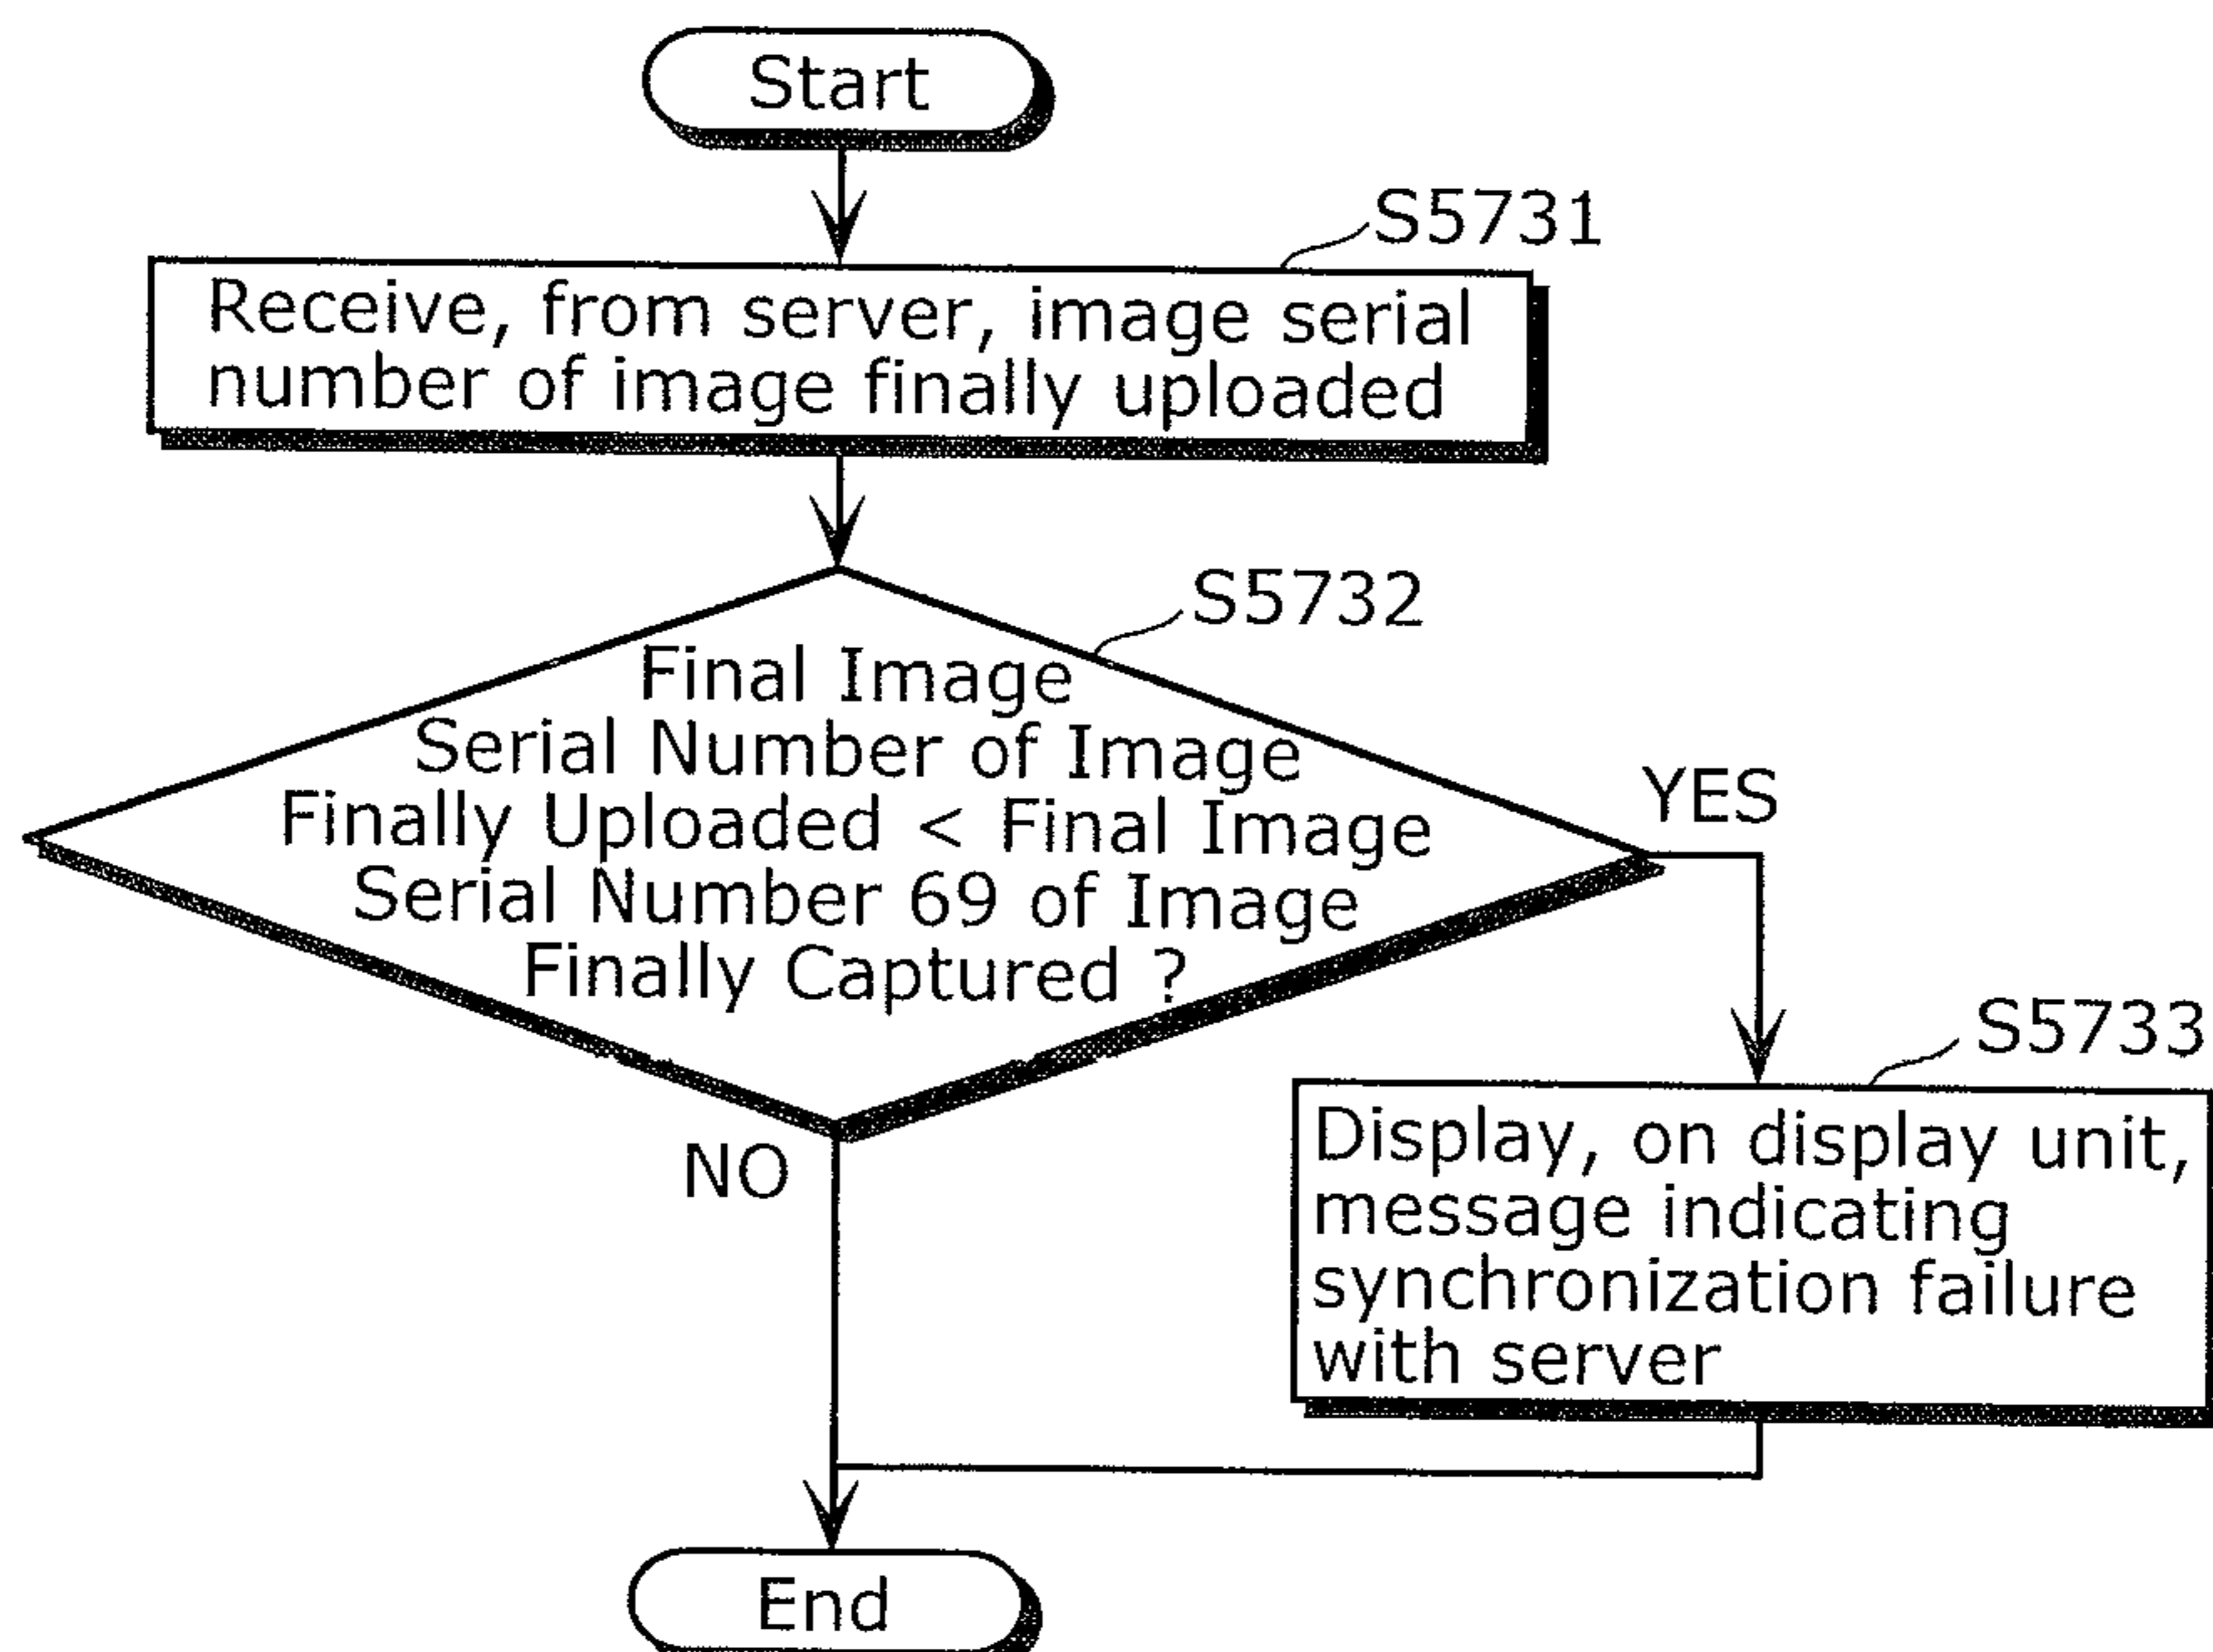 Start
S5731
Receive, from server, image serial
number of image finally uploaded
S5732
Final Image
Serial Number of Image
Finally Uploaded < Final Image
Serial Number 69 of Image
Finally Captured ?
YES
NO
S5733
Display, on display unit,
message indicating
synchronization failure
with server
End